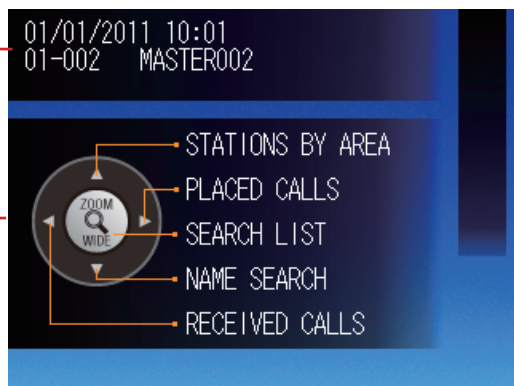 01/01/2011 10:01
01-002 MASTER002
STATIONS BY AREA
PLACED CALLS
ZOOM
WIDE
SEARCH LIST
NAME SEARCH
RECEIVED CALLS